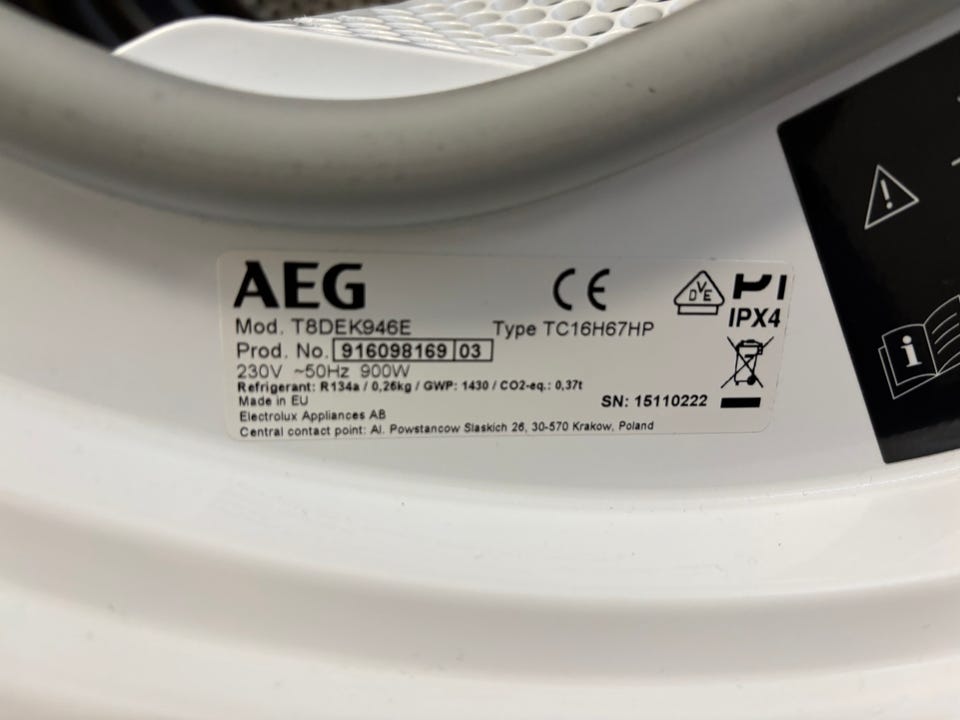 AEG
Mod. T8DEK946E Type TC16H67HP
Prod. No. 916098169 03
230V ~50Hz 900W
Refrigerant: R134a / 0,26kg / GWP: 1430 / CO2-eq.: 0,37t
Made in EU
Electrolux Appliances AB
Central contact point: Al. Powstancow Slaskich 26, 30-570 Krakow, Poland
CE
DVE
IPX4
SN: 15110222
i